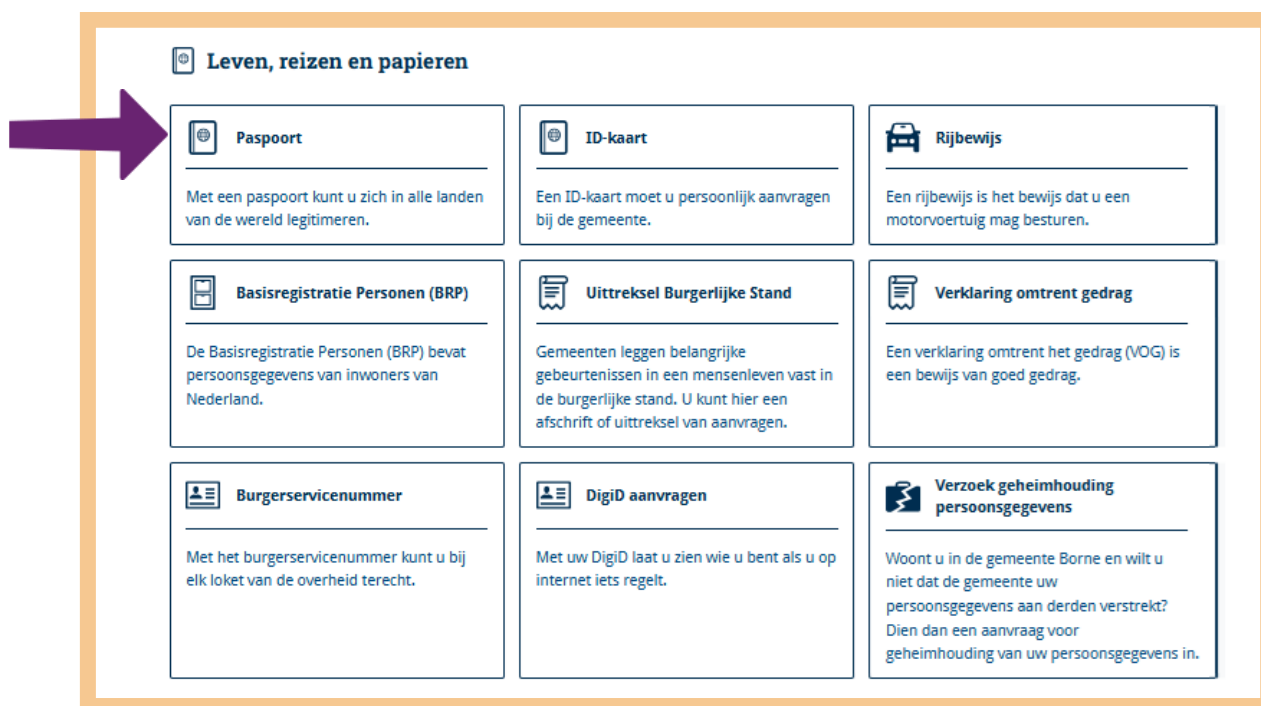 Leven, reizen en papieren
Paspoort
Met een paspoort kunt u zich in alle landen
van de wereld legitimeren.
ID-kaart
Een ID-kaart moet u persoonlijk aanvragen
bij de gemeente.
Rijbewijs
Een rijbewijs is het bewijs dat u een
motorvoertuig mag besturen.
Basisregistratie Personen (BRP)
De Basisregistratie Personen (BRP) bevat
persoonsgegevens van inwoners van
Nederland.
Uittreksel Burgerlijke Stand
Gemeenten leggen belangrijke
gebeurtenissen in een mensenleven vast in
de burgerlijke stand. U kunt hier een
afschrift of uittreksel van aanvragen.
Verklaring omtrent gedrag
Een verklaring omtrent het gedrag (VOG) is
een bewijs van goed gedrag.
Burgerservicenummer
Met het burgerservicenummer kunt u bij
elk loket van de overheid terecht.
DigiD aanvragen
Met uw DigiD laat u zien wie u bent als u op
internet iets regelt.
Verzoek geheimhouding
persoonsgegevens
Woont u in de gemeente Borne en wilt u
niet dat de gemeente uw
persoonsgegevens aan derden verstrekt?
Dien dan een aanvraag voor
geheimhouding van uw persoonsgegevens in.